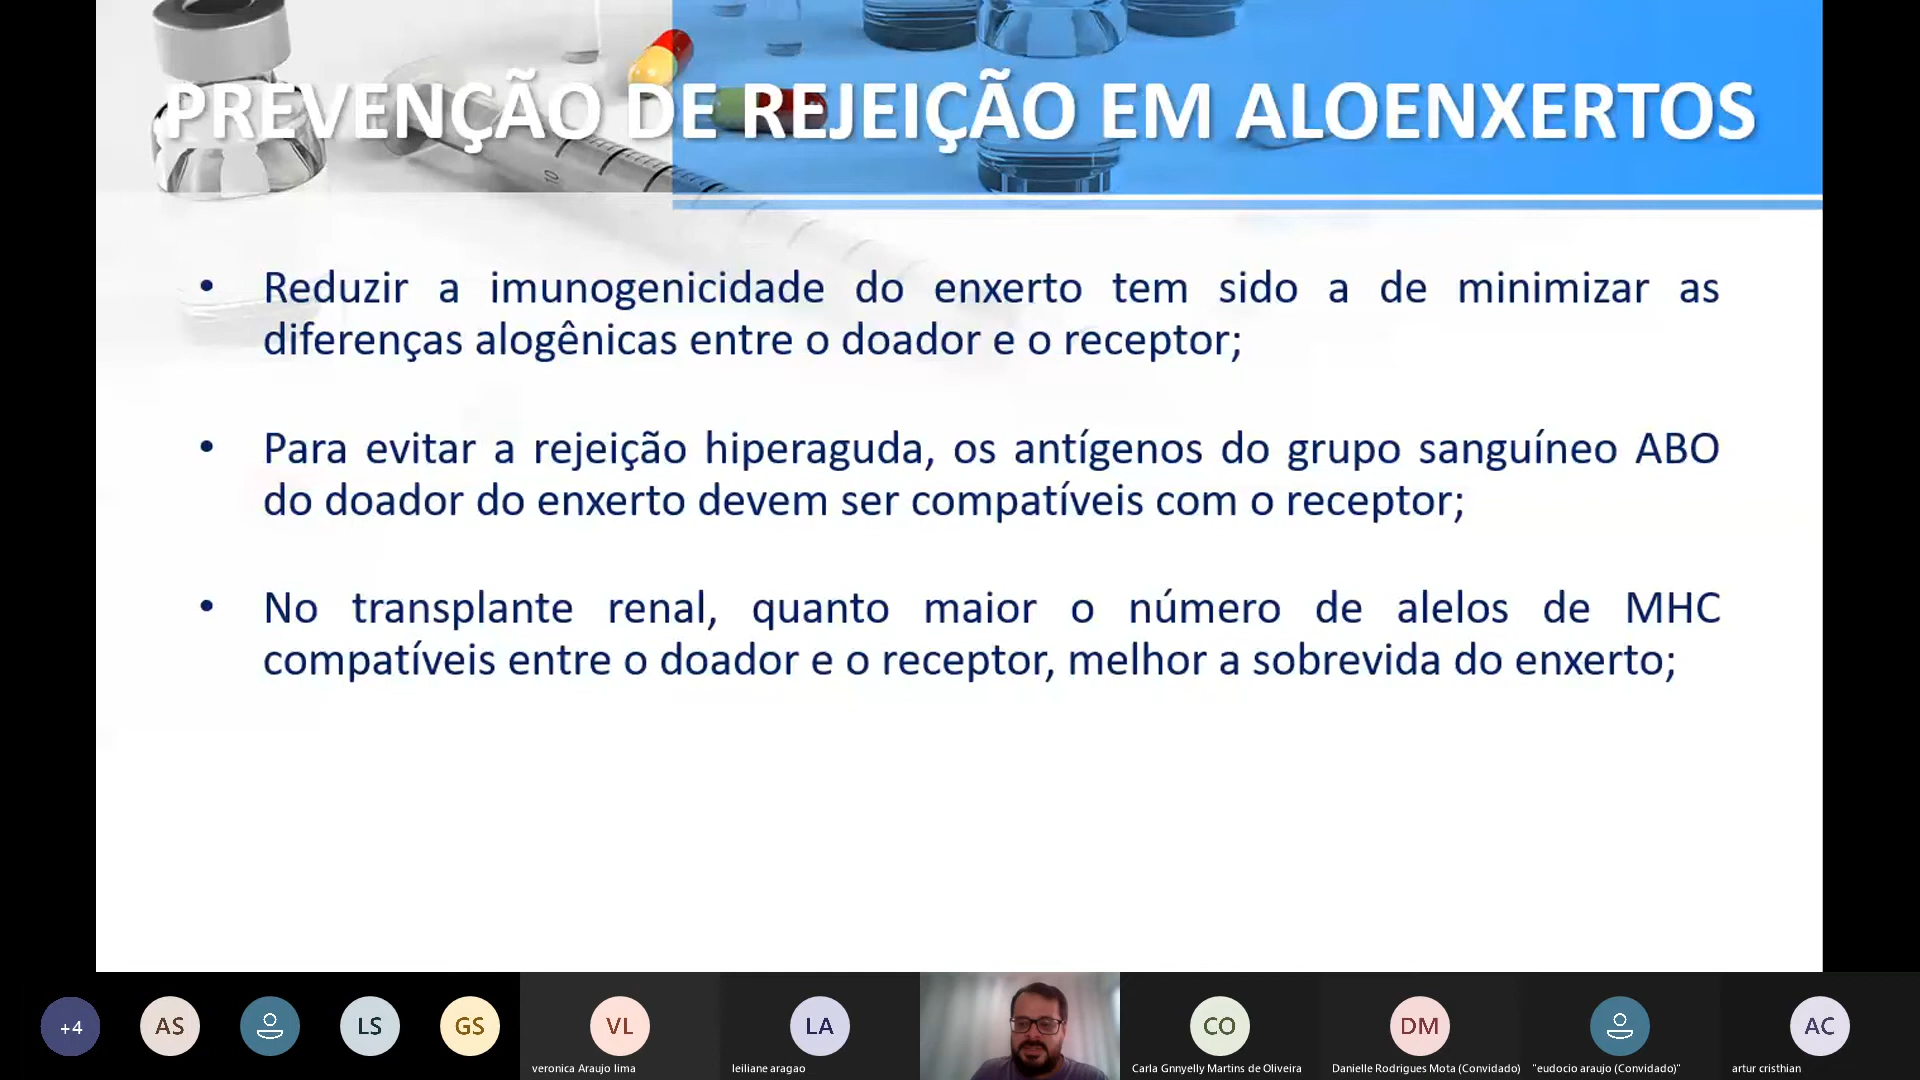 PREVENÇÃO DE REJEIÇÃO EM ALOENXERTOS
10
• Reduzir a imunogenicidade do enxerto tem sido a de minimizar as
diferenças alogênicas entre o doador e o receptor;
• Para evitar a rejeição hiperaguda, os antígenos do grupo sanguíneo ABO
do doador do enxerto devem ser compatíveis com o receptor;
• No transplante renal, quanto maior o número de alelos de MHC
compatíveis entre o doador e o receptor, melhor a sobrevida do enxerto;
+4 AS LS GS VL LA CO DM AC
veronica Araujo lima leiliane aragao Carla Gnnyelly Martins de Oliveira Danielle Rodrigues Mota (Convidado) "eudocio araujo (Convidado)" artur cristhian